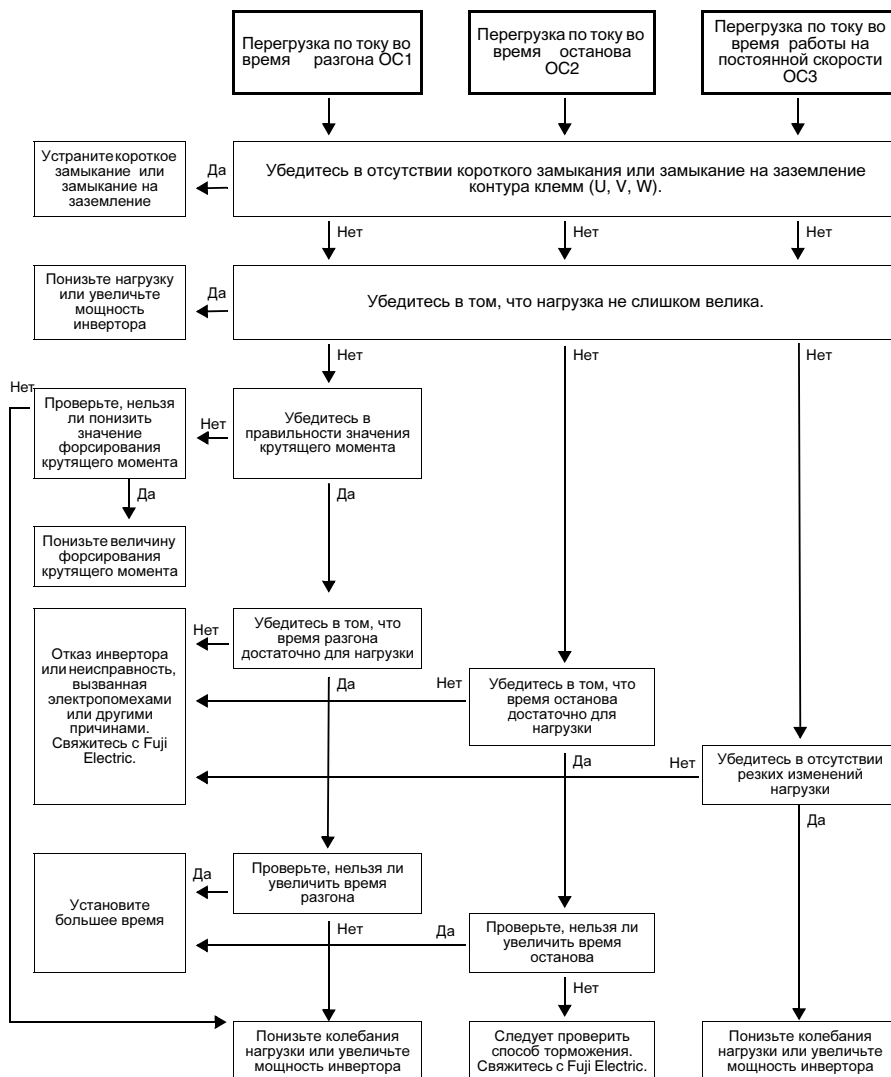 Перегрузка по току во
время разгона OC1
Перегрузка по току во
время останова
OC2
Перегрузка по току во
время работы на
постоянной скорости
OC3
Устраните короткое
замыкание или
замыкание на
заземление
Да
Убедитесь в отсутствии короткого замыкания или замыкание на заземление
контура клемм (U, V, W).
Нет
Нет
Нет
Понизьте нагрузку
или увеличьте
мощность
инвертора
Да
Убедитесь в том, что нагрузка не слишком велика.
Нет
Нет
Нет
Нет
Проверьте, нельзя
ли понизить
значение
форсирования
крутящего момента
Нет
Убедитесь в
правильности значения
крутящего момента
Да
Да
Понизьте величину
форсирования
крутящего момента
Отказ инвертора
или неисправность,
вызванная
электропомехами
или другими
причинами.
Свяжитесь с Fuji
Electric.
Нет
Убедитесь в том, что
время разгона
достаточно для нагрузки
Да
Нет
Убедитесь в том, что
время останова
достаточно для
нагрузки
Да
Нет
Убедитесь в отсутствии
резких изменений
нагрузки
Да
Установите
большее время
Да
Проверьте, нельзя ли
увеличить время
разгона
Нет
Да
Проверьте, нельзя ли
увеличить время
останова
Нет
Понизьте колебания
нагрузки или увеличьте
мощность инвертора
Следует проверить
способ торможения.
Свяжитесь с Fuji Electric.
Понизьте колебания
нагрузки или увеличьте
мощность инвертора